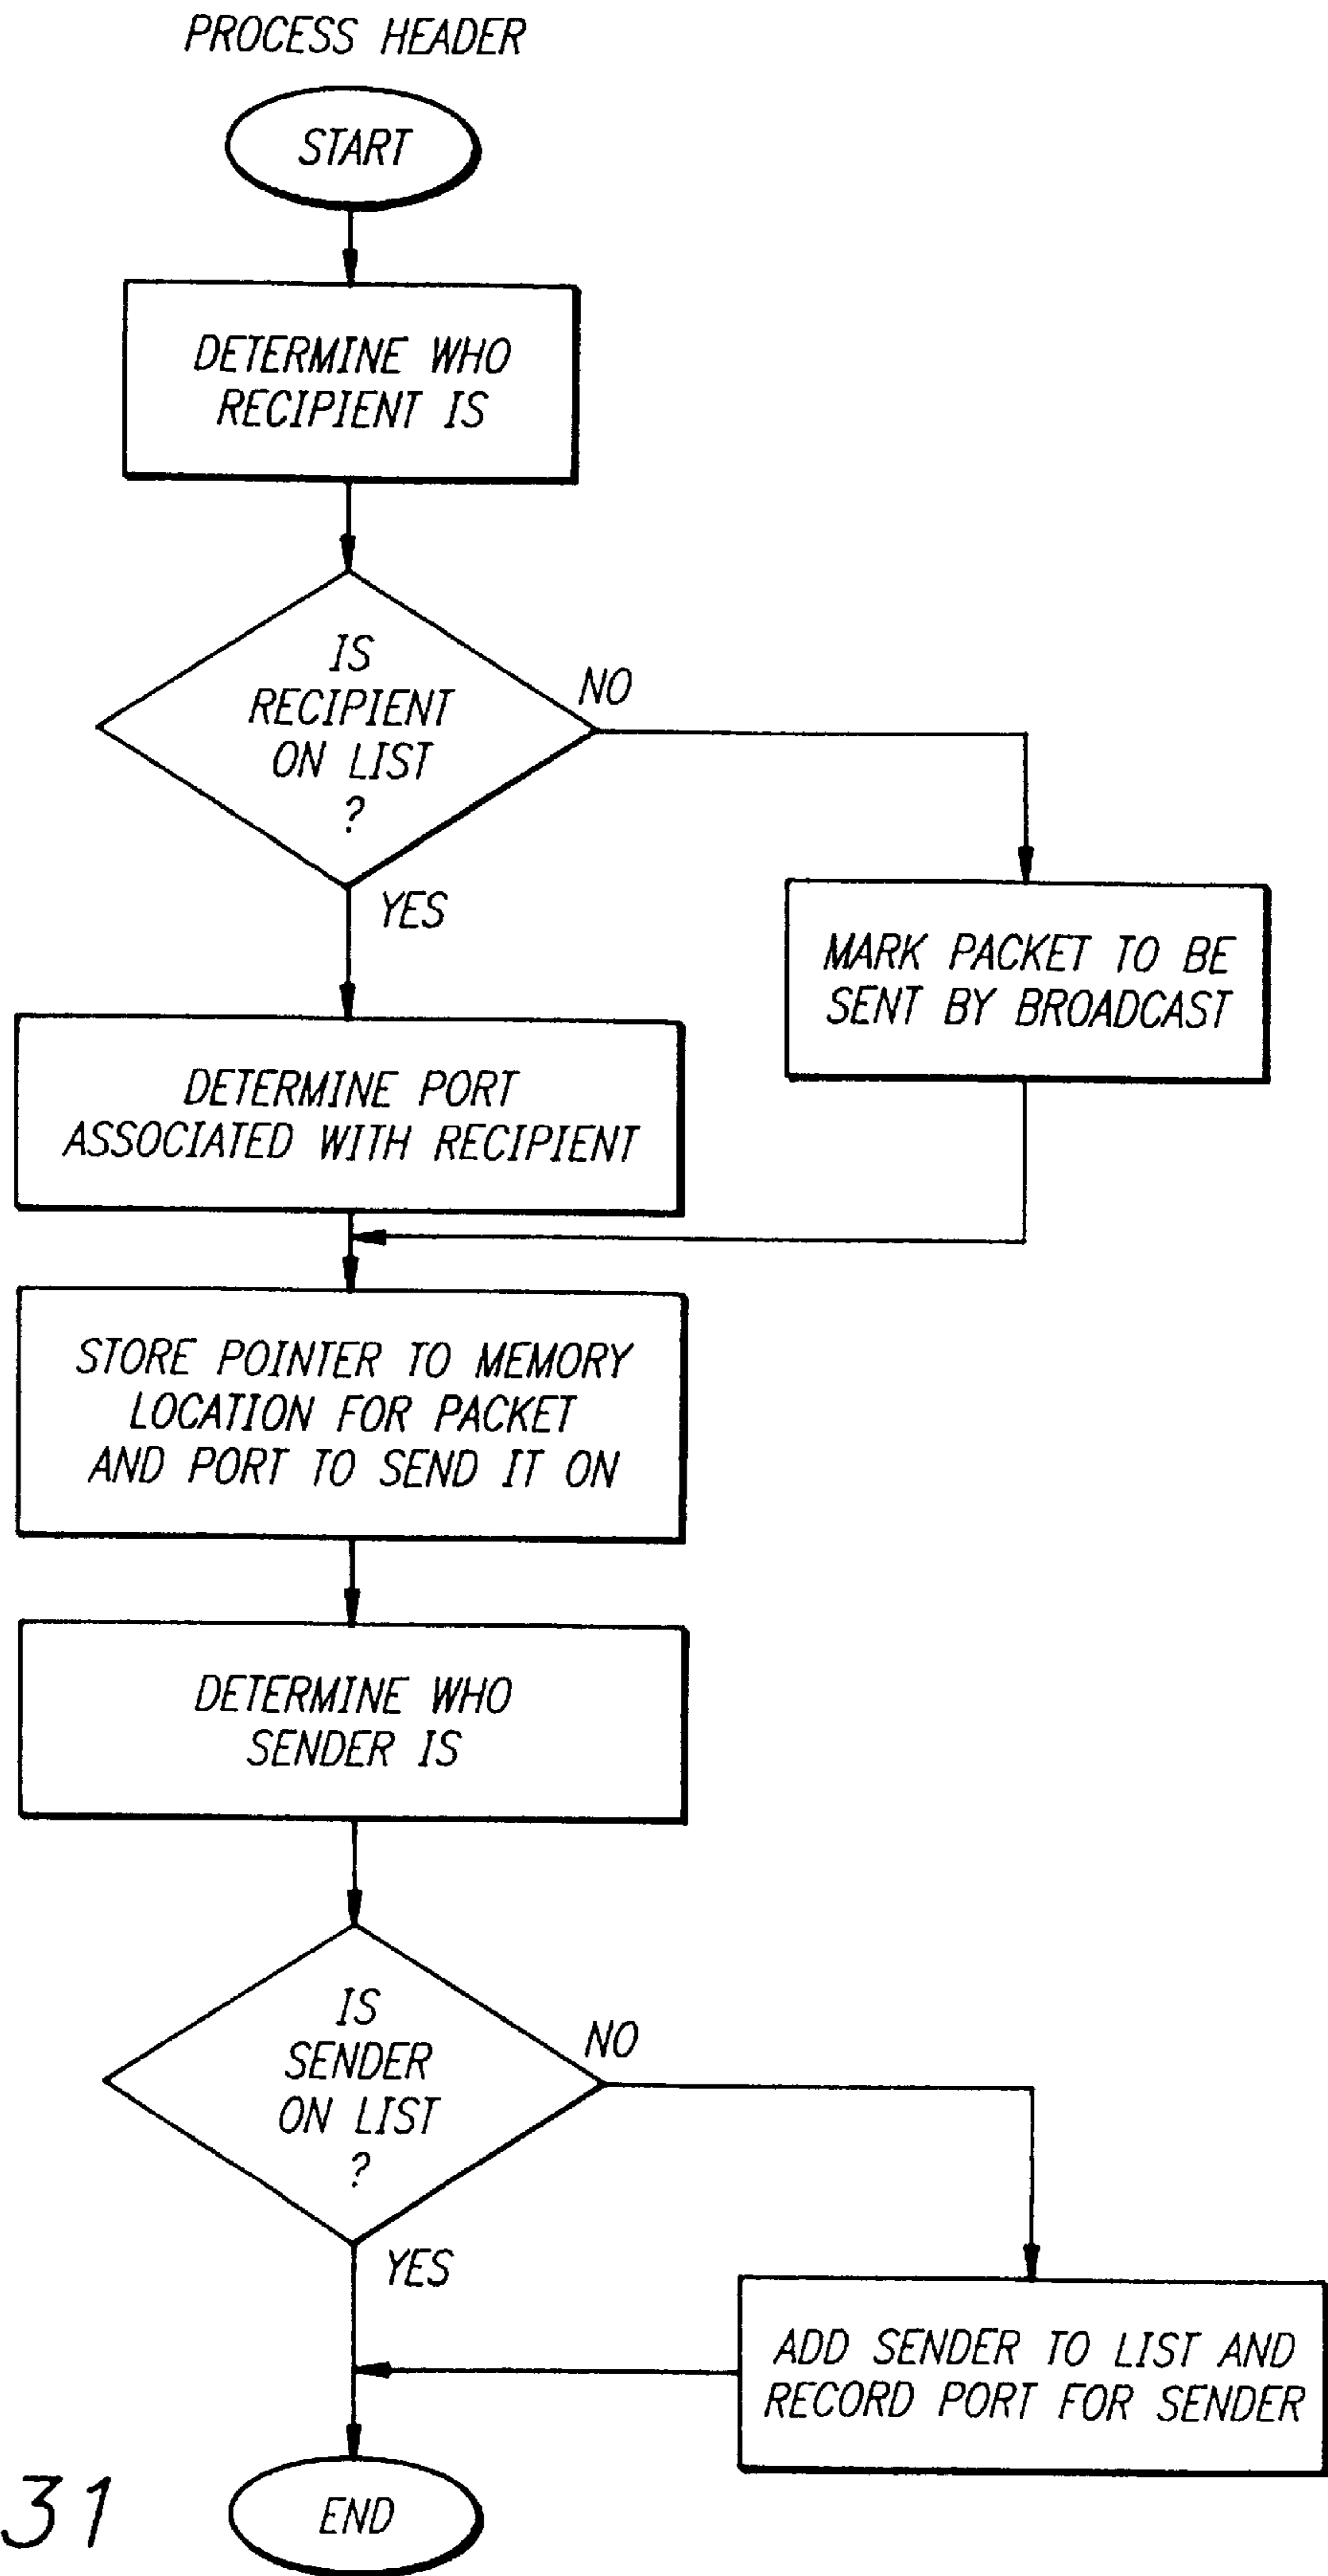 PROCESS HEADER
START
DETERMINE WHO
RECIPIENT IS
IS
RECIPIENT
ON LIST
?
NO
YES
MARK PACKET TO BE
SENT BY BROADCAST
DETERMINE PORT
ASSOCIATED WITH RECIPIENT
STORE POINTER TO MEMORY
LOCATION FOR PACKET
AND PORT TO SEND IT ON
DETERMINE WHO
SENDER IS
IS
SENDER
ON LIST
?
NO
YES
ADD SENDER TO LIST AND
RECORD PORT FOR SENDER
END
31